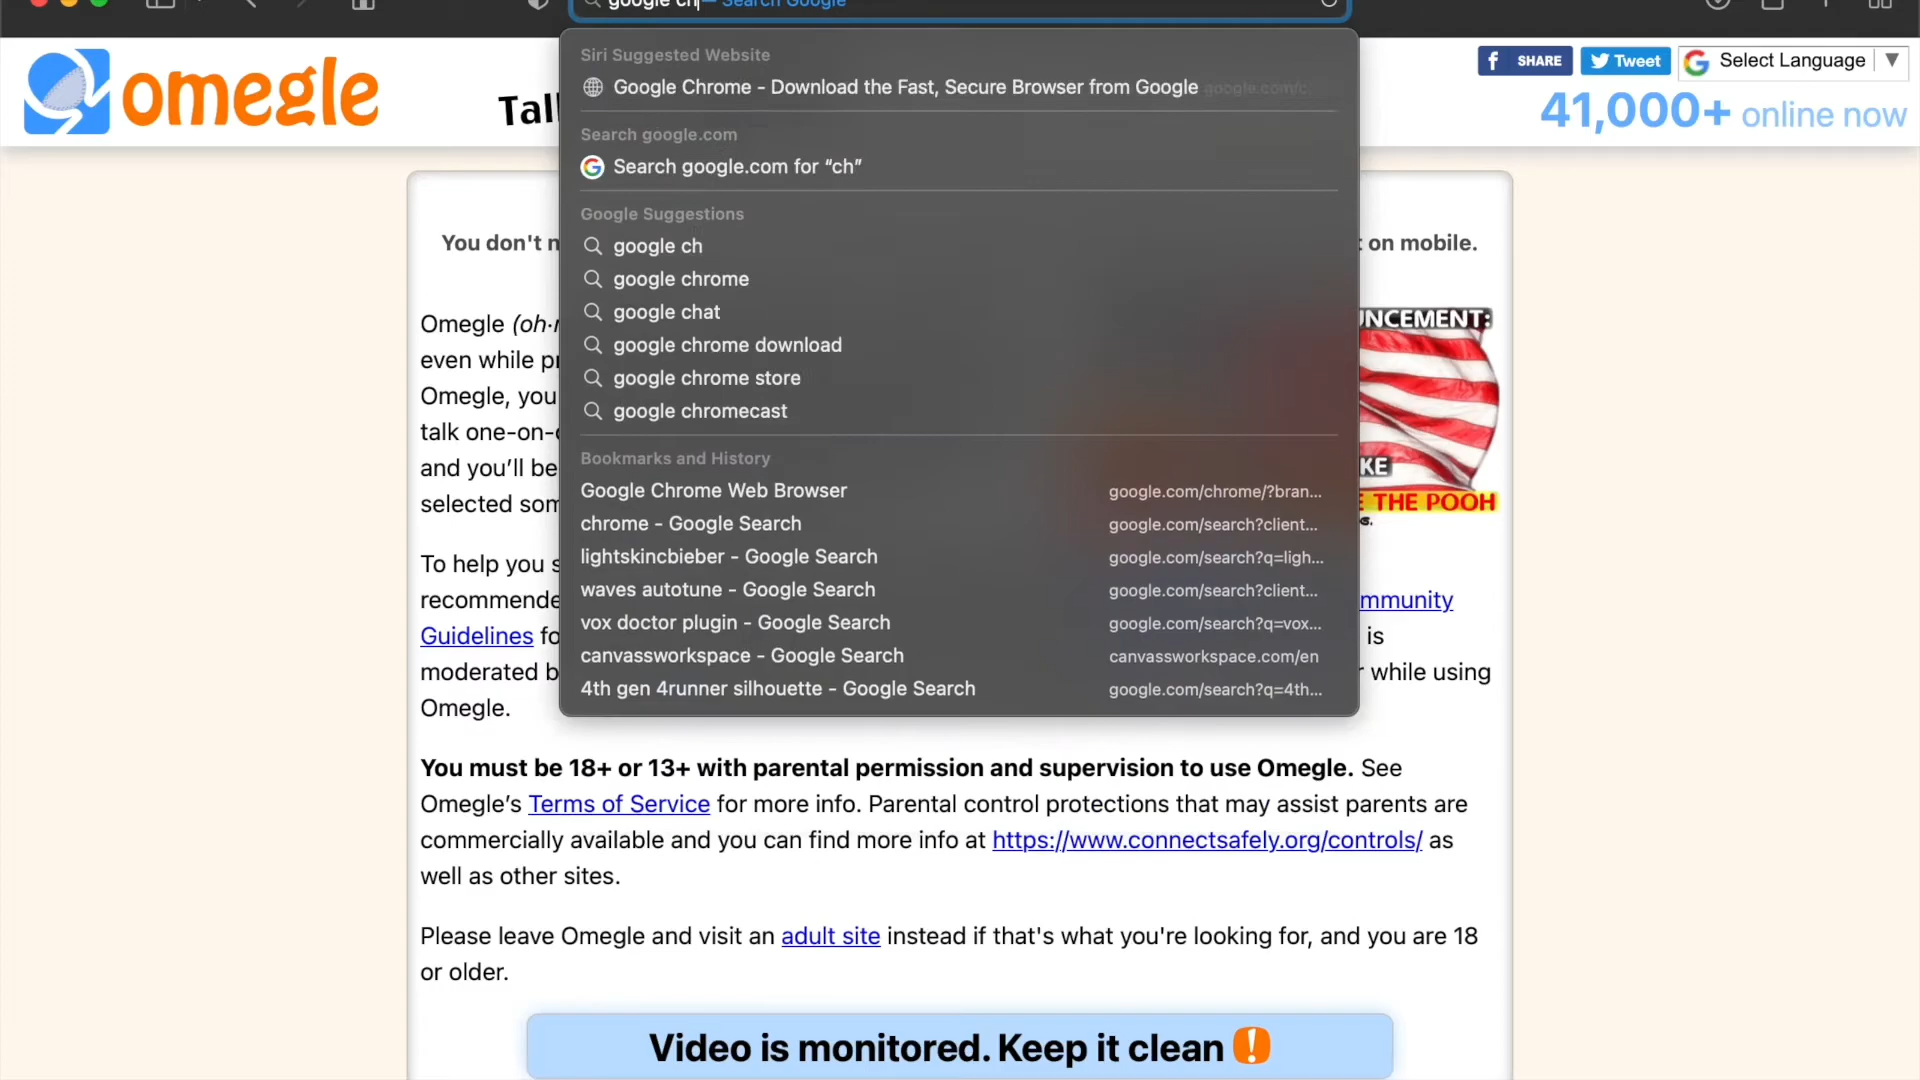 google ch — Search Google
Siri Suggested Website
Google Chrome - Download the Fast, Secure Browser from Google google.com/c
Search google.com
Search google.com for “ch”
Google Suggestions
google ch
google chrome
google chat
google chrome download
google chrome store
google chromecast
Bookmarks and History
Google Chrome Web Browser google.com/chrome/?bran...
chrome - Google Search google.com/search?client...
lightskincbieber - Google Search google.com/search?q=ligh...
waves autotune - Google Search google.com/search?client...
vox doctor plugin - Google Search google.com/search?q=vox...
canvassworkspace - Google Search canvassworkspace.com/en
4th gen 4runner silhouette - Google Search google.com/search?q=4th...
omegle
Tal
SHARE
Tweet
Select Language
41,000+ online now
You don't n
on mobile.
Omegle (oh·
even while p
Omegle, you
talk one-on-
and you’ll be
selected som
NCEMENT:
KE
THE POOH
To help you s
recommende mmunity
Guidelines fo is
moderated b while using
Omegle.
You must be 18+ or 13+ with parental permission and supervision to use Omegle. See
Omegle’s Terms of Service for more info. Parental control protections that may assist parents are
commercially available and you can find more info at https://www.connectsafely.org/controls/ as
well as other sites.
Please leave Omegle and visit an adult site instead if that's what you're looking for, and you are 18
or older.
Video is monitored. Keep it clean